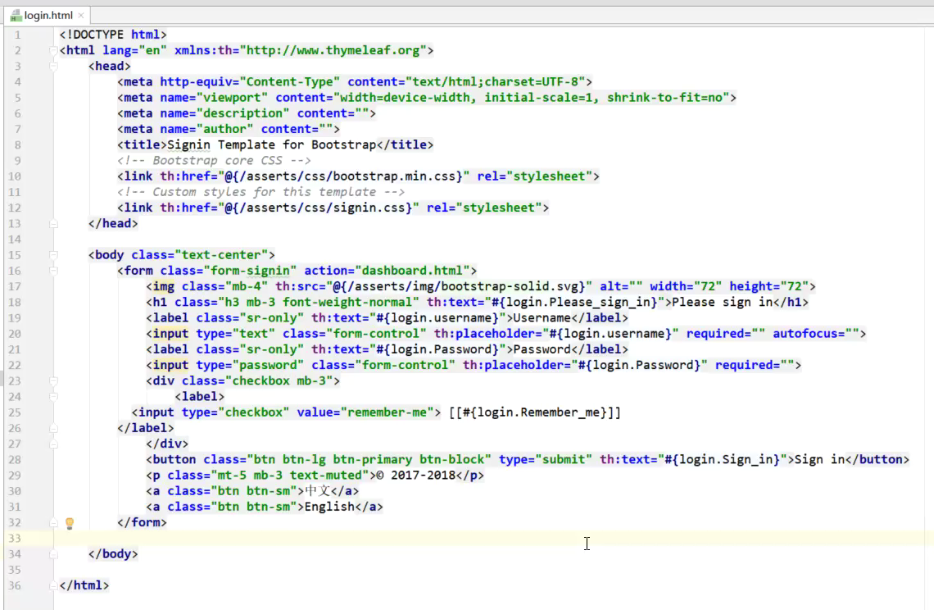 login.html
1 <!DOCTYPE html>
2 <html lang="en" xmlns:th="http://www.thymeleaf.org">
3 <head>
4 <meta http-equiv="Content-Type" content="text/html;charset=UTF-8">
5 <meta name="viewport" content="width=device-width, initial-scale=1, shrink-to-fit=no">
6 <meta name="description" content="">
7 <meta name="author" content="">
8 <title>Signin Template for Bootstrap</title>
9 <!-- Bootstrap core CSS -->
10 <link th:href="@{/asserts/css/bootstrap.min.css}" rel="stylesheet">
11 <!-- Custom styles for this template -->
12 <link th:href="@{/asserts/css/signin.css}" rel="stylesheet">
13 </head>
14
15 <body class="text-center">
16 <form class="form-signin" action="dashboard.html">
17 <img class="mb-4" th:src="@{/asserts/img/bootstrap-solid.svg}" alt="" width="72" height="72">
18 <h1 class="h3 mb-3 font-weight-normal" th:text="#{login.Please_sign_in}">Please sign in</h1>
19 <label class="sr-only" th:text="#{login.username}">Username</label>
20 <input type="text" class="form-control" th:placeholder="#{login.username}" required="" autofocus="">
21 <label class="sr-only" th:text="#{login.Password}">Password</label>
22 <input type="password" class="form-control" th:placeholder="#{login.Password}" required="">
23 <div class="checkbox mb-3">
24 <label>
25 <input type="checkbox" value="remember-me"> [[#{login.Remember_me}]]
26 </label>
27 </div>
28 <button class="btn btn-lg btn-primary btn-block" type="submit" th:text="#{login.Sign_in}">Sign in</button>
29 <p class="mt-5 mb-3 text-muted">© 2017-2018</p>
30 <a class="btn btn-sm">中文</a>
31 <a class="btn btn-sm">English</a>
32 </form>
33
34 </body>
35
36 </html>